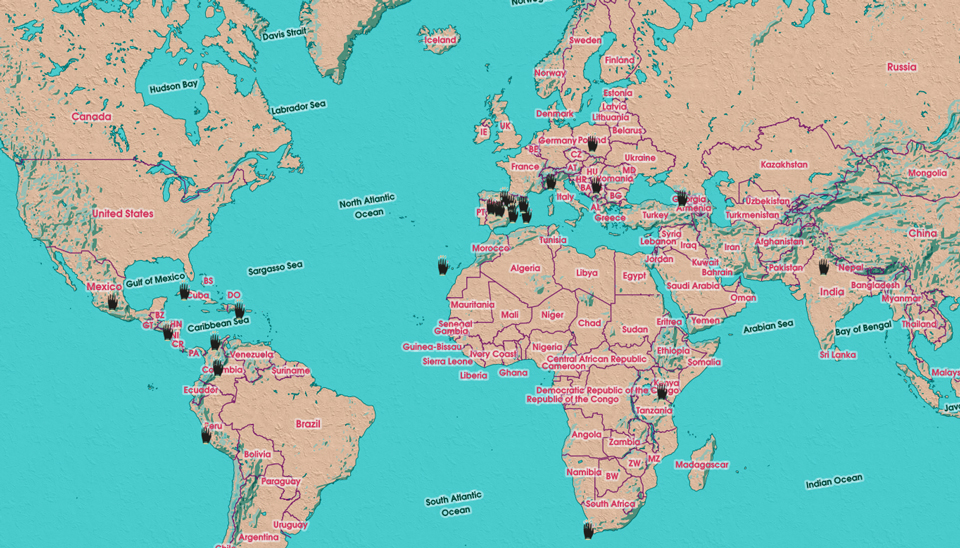 Norwegian
Davis Strait
Iceland
Sweden
Finland
Russia
Norway
Hudson Bay
Labrador Sea
Canada
Estonia
Latvia
Lithuania
Denmark
UK
IE
Belarus
Germany
Poland
BE
CZ
Ukraine
France
AT
HU
MD
Kazakhstan
Mongolia
HR
Romania
BA
Italy
BG
AL
Georgia
Armenia
Uzbekistan
Turkmenistan
United States
North Atlantic
Ocean
PT
Greece
Turkey
China
Morocco
Tunisia
Syria
Lebanon
Iraq
Iran
Afghanistan
Jordan
Kuwait
Pakistan
Nepal
Sargasso Sea
Algeria
Libya
Egypt
Bahrain
Gulf of Mexico
BS
Mexico
Cuba
DO
Saudi Arabia
Oman
India
Bangladesh
Myanmar
BZ
GT
HN
NI
CR
PA
Caribbean Sea
Mauritania
Mali
Niger
Chad
Sudan
Eritrea
Yemen
Arabian Sea
Bay of Bengal
Thailand
Senegal
Gambia
Guinea-Bissau
Sierra Leone
Liberia
Ivory Coast
Ghana
Nigeria
Central African Republic
Cameroon
Ethiopia
Somalia
Sri Lanka
Venezuela
Colombia
Suriname
Ecuador
Malays
Kenya
Democratic Republic of the Congo
Republic of the Congo
Tanzania
Java
Peru
Brazil
Angola
Zambia
Bolivia
ZW
MZ
Madagascar
Namibia
BW
Paraguay
Indian Ocean
South Atlantic
Ocean
South Africa
Uruguay
Argentina
Chil